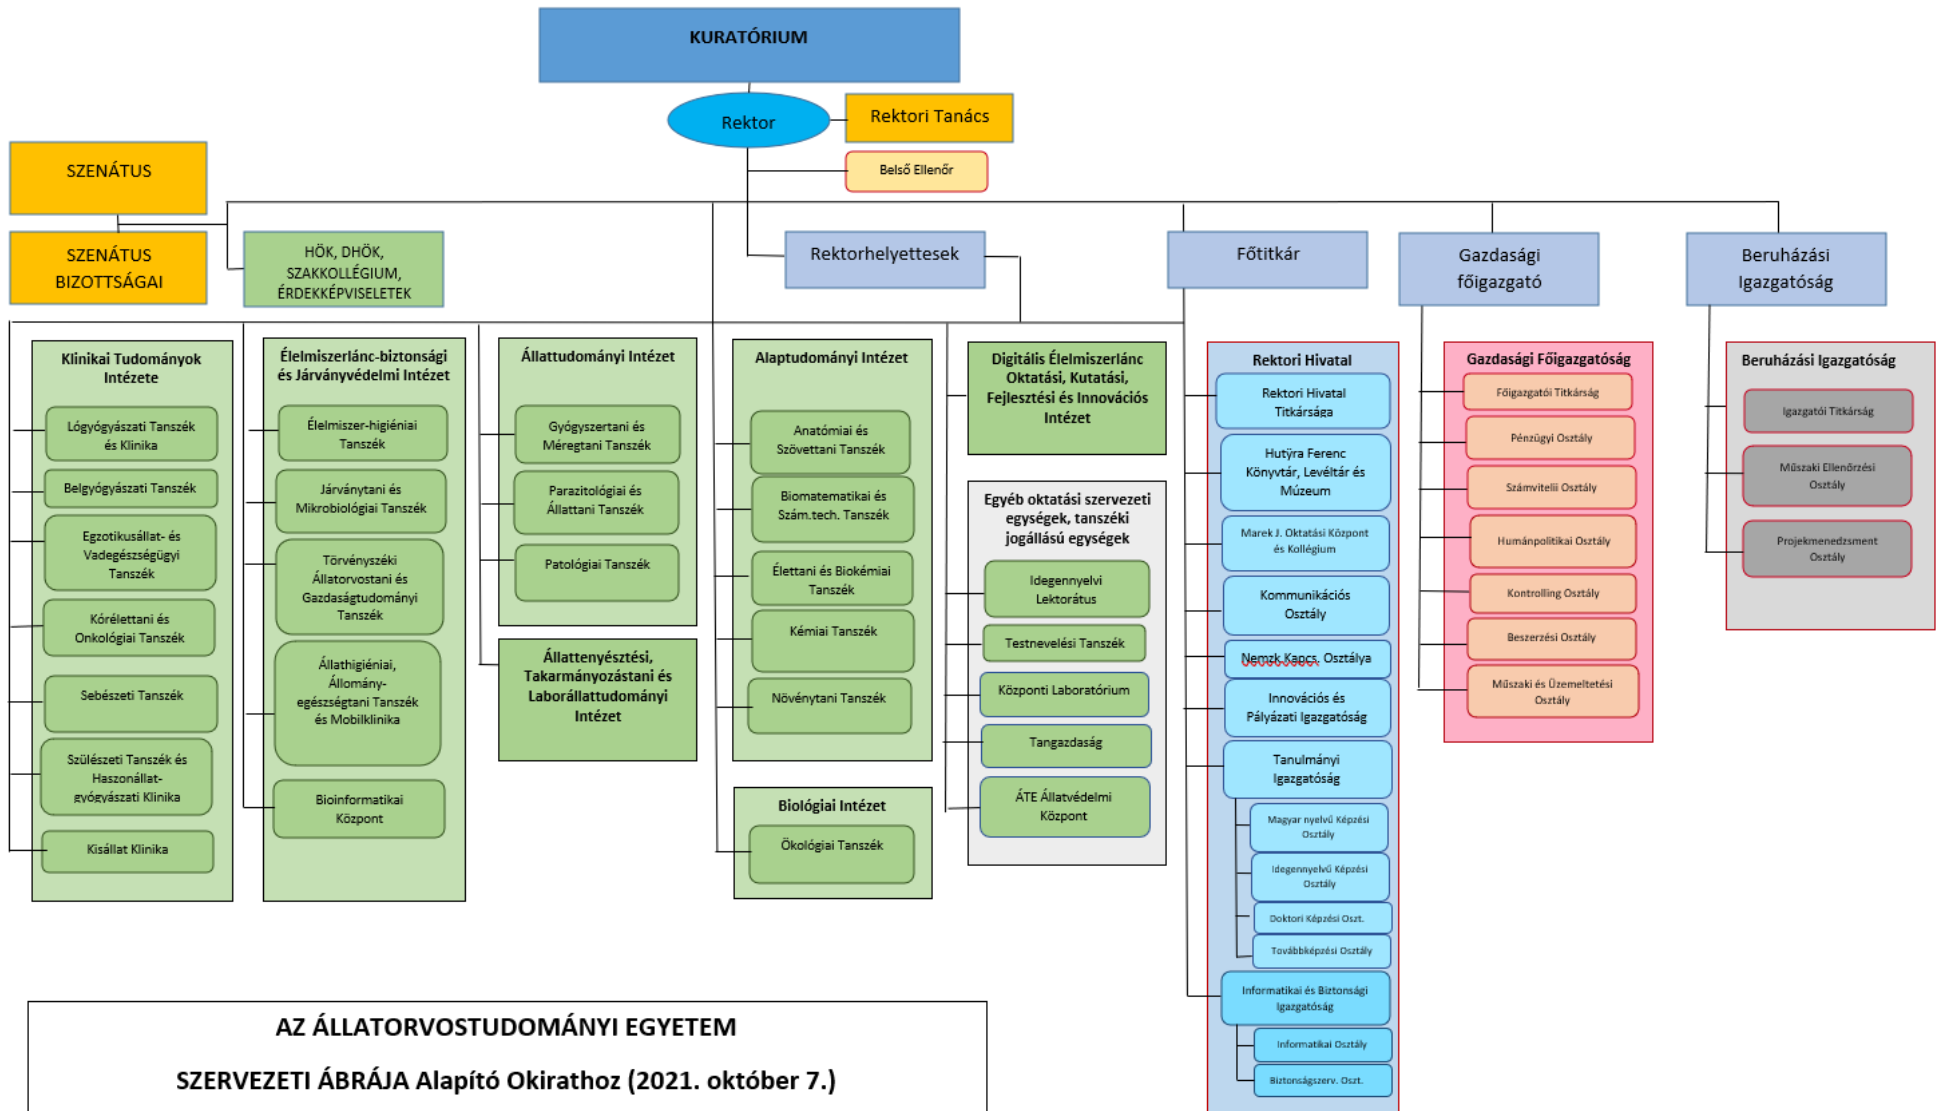 KURATÓRIUM
Rektor
Rektori Tanács
Belső Ellenőr
SZENÁTUS
SZENÁTUS
BIZOTTSÁGAI
HÖK, DHÖK,
SZAKKOLLÉGIUM,
ÉRDEKKÉPVISELETEK
Rektorhelyettesek
Főtitkár
Gazdasági
főigazgató
Beruházási
Igazgatóság
Klinikai Tudományok
Intézete
Lógyógyászati Tanszék
és Klinika
Belgyógyászati Tanszék
Egzotikusállat- és
Vadegészségügyi
Tanszék
Kórélettani és
Onkológiai Tanszék
Sebészeti Tanszék
Szülészeti Tanszék és
Haszonállat-
gyógyászati Klinika
Kisállat Klinika
Élelmiszerlánc-biztonsági
és Járványvédelmi Intézet
Élelmiszer-higiéniai
Tanszék
Járványtani és
Mikrobiológiai Tanszék
Törvényszéki
Állatorvostani és
Gazdaságtudományi
Tanszék
Állathigiéniai,
Állomány-
egészségtani Tanszék
és Mobilklinika
Bioinformatikai
Központ
Állattudományi Intézet
Gyógyszertani és
Méregtani Tanszék
Parazitológiai és
Állattani Tanszék
Patológiai Tanszék
Állattenyésztési,
Takarmányozástani és
Laborállattudományi
Intézet
Alaptudományi Intézet
Anatómiai és
Szövettani Tanszék
Biomatematikai és
Szám.tech. Tanszék
Élettani és Biokémiai
Tanszék
Kémiai Tanszék
Növénytani Tanszék
Biológiai Intézet
Ökológiai Tanszék
Digitális Élelmiszerlánc
Oktatási, Kutatási,
Fejlesztési és Innovációs
Intézet
Egyéb oktatási szervezeti
egységek, tanszéki
jogállású egységek
Idegennyelvi
Lektorátus
Testnevelési Tanszék
Központi Laboratórium
Tangazdaság
ÁTE Állatvédelmi
Központ
Rektori Hivatal
Rektori Hivatal
Titkársága
Hutÿra Ferenc
Könyvtár, Levéltár és
Múzeum
Marek J. Oktatási Központ
és Kollégium
Kommunikációs
Osztály
Nemzk.Kapcs. Osztálya
Innovációs és
Pályázati Igazgatóság
Tanulmányi
Igazgatóság
Magyar nyelvű Képzési
Osztály
Idegennyelvű Képzési
Osztály
Doktori Képzési Oszt.
Továbbképzési Osztály
Informatikai és Biztonsági
Igazgatóság
Informatikai Osztály
Biztonságszerv. Oszt.
Gazdasági Főigazgatóság
Főigazgatói Titkárság
Pénzügyi Osztály
Számvitelii Osztály
Humánpolitikai Osztály
Kontrolling Osztály
Beszerzési Osztály
Műszaki és Üzemeltetési
Osztály
Beruházási Igazgatóság
Igazgatói Titkárság
Műszaki Ellenőrzési
Osztály
Projekmenedzsment
Osztály
AZ ÁLLATORVOSTUDOMÁNYI EGYETEM
SZERVEZETI ÁBRÁJA Alapító Okirathoz (2021. október 7.)